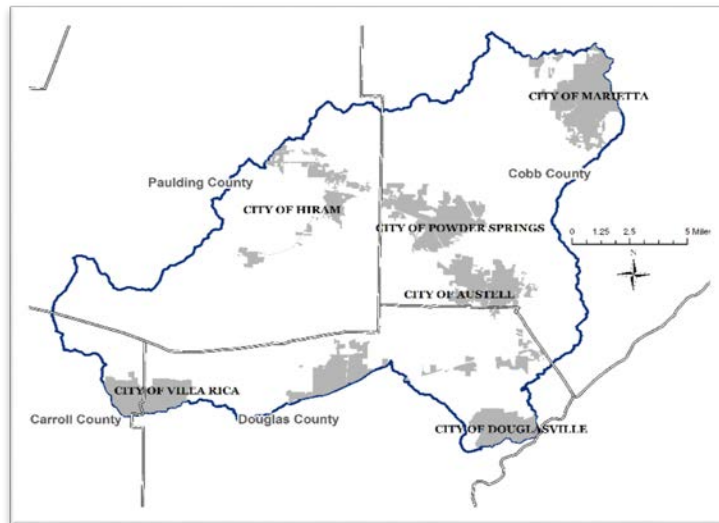 CITY OF MARIETTA
Cobb County
Paulding County
CITY OF HIRAM
CITY OF POWDER SPRINGS
0 1.25 2.5 5 Miles
CITY OF AUSTELL
CITY OF VILLA RICA
Carroll County
Douglas County
CITY OF DOUGLASVILLE